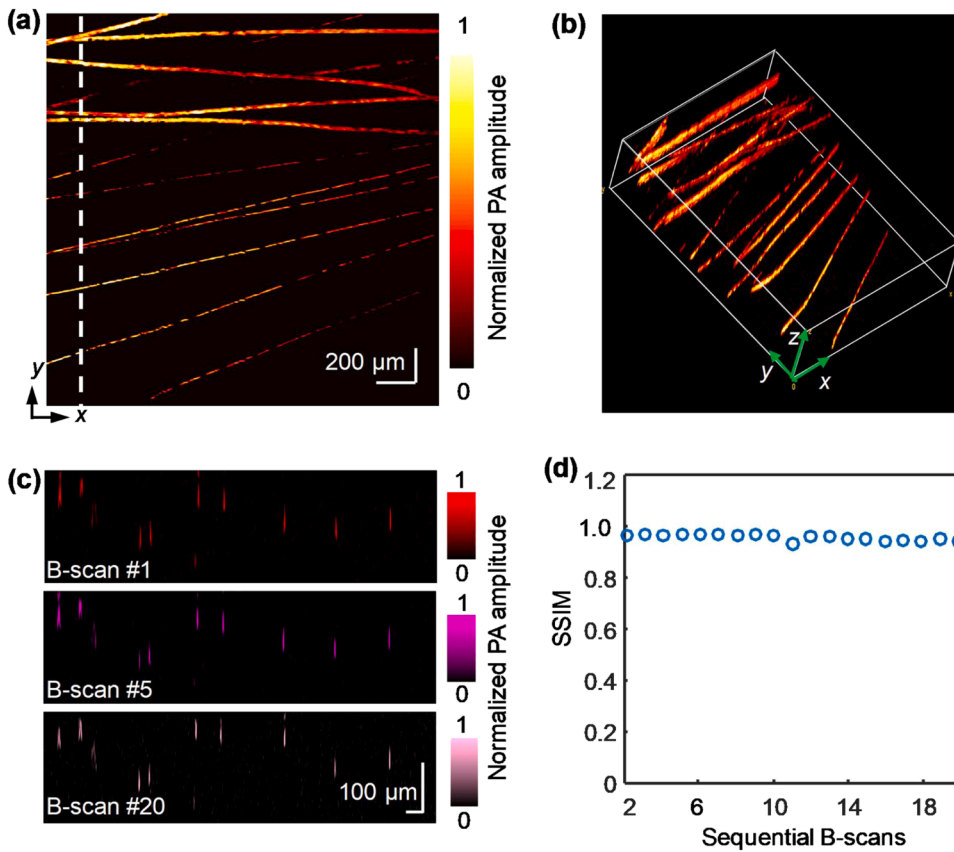 (a)
1
Normalized PA amplitude
0
200 μm
y
x
(b)
y
x
z
y
x
0
(c)
B-scan #1
1
0
B-scan #5
1
0
B-scan #20
1
0
100 μm
Normalized PA amplitude
(d)
1.2
1.0
0.8
0.6
0.4
0.2
0
SSIM
2 6 10 14 18
Sequential B-scans